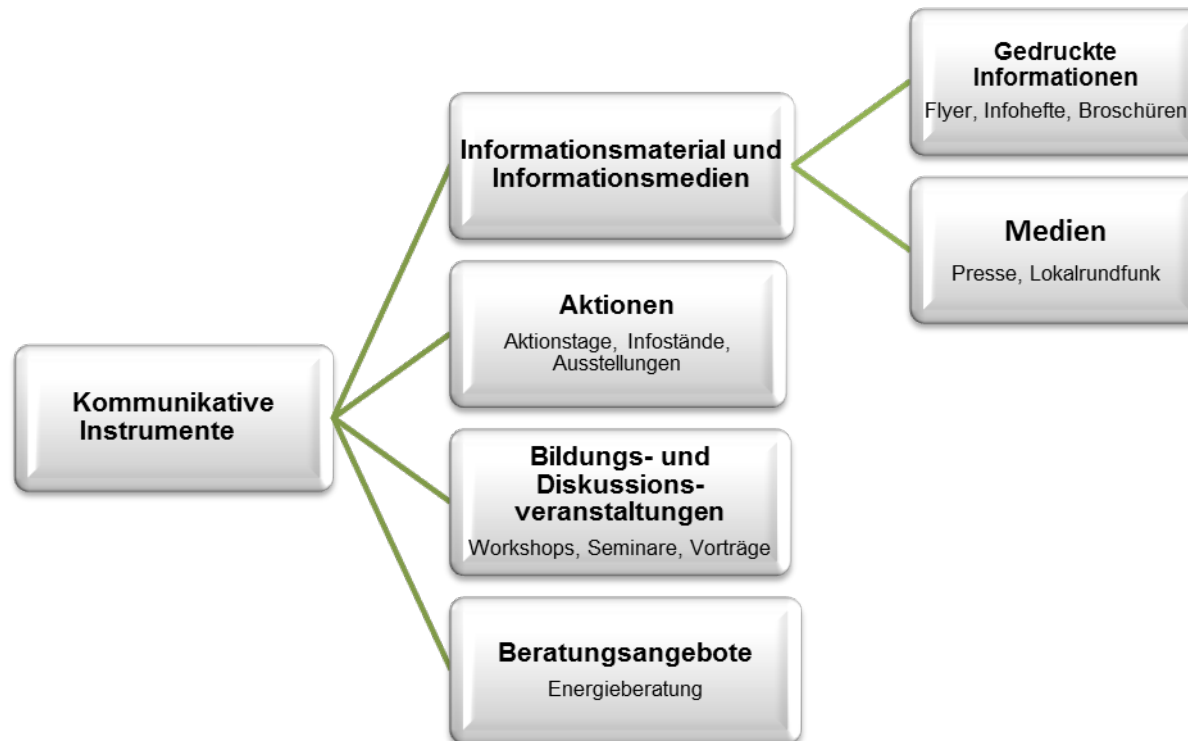 Kommunikative
Instrumente
Informationsmaterial und
Informationsmedien
Gedruckte
Informationen
Flyer, Infohefte, Broschüren
Medien
Presse, Lokalrundfunk
Aktionen
Aktionstage, Infostände,
Ausstellungen
Bildungs- und
Diskussions-
veranstaltungen
Workshops, Seminare, Vorträge
Beratungsangebote
Energieberatung